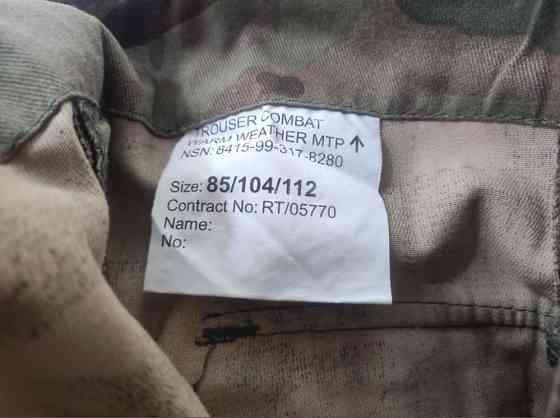 TROUSER COMBAT
WARM WEATHER MTP ↑
NSN: 8415-99-317-8280
Size: 85/104/112
Contract No: RT/05770
Name:
No: